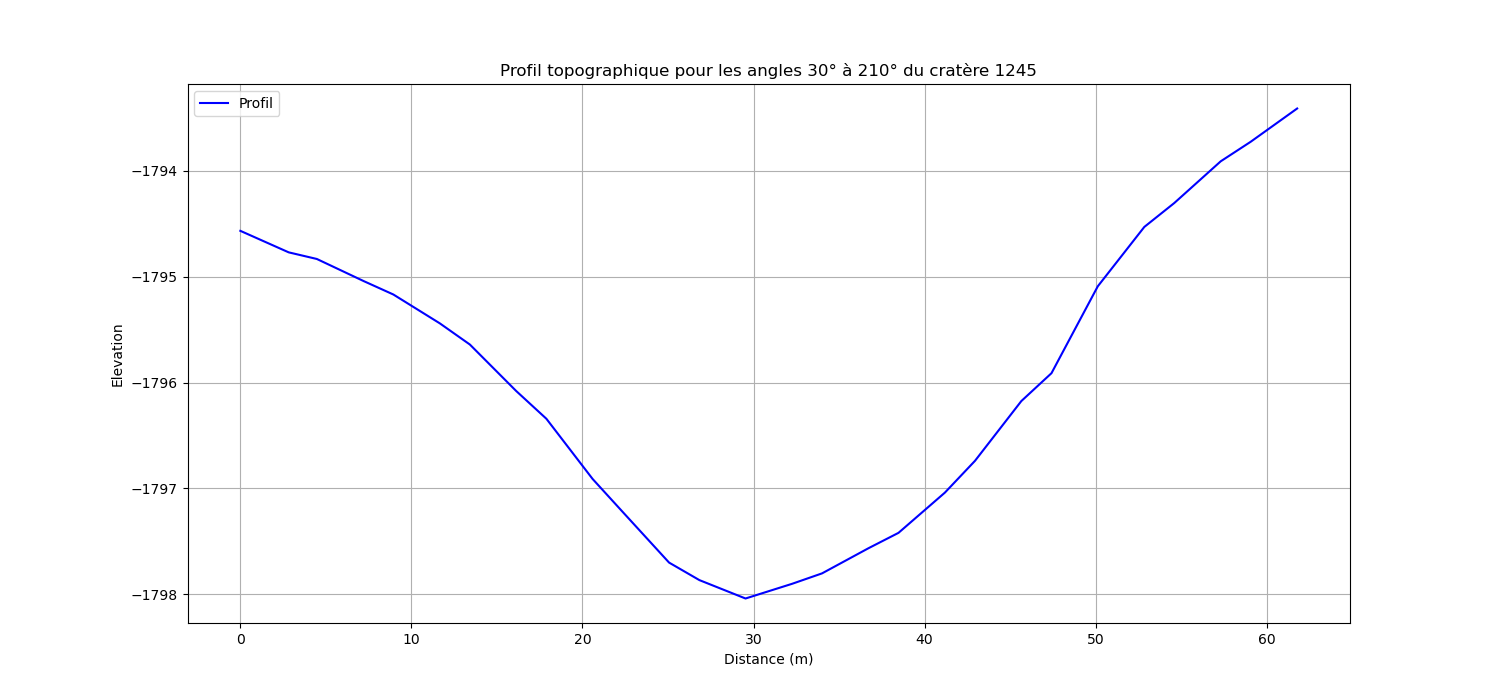 Profil topographique pour les angles 30° à 210° du cratère 1245
Profil
−1794
−1795
−1796
−1797
−1798
Elevation
0 10 20 30 40 50 60
Distance (m)